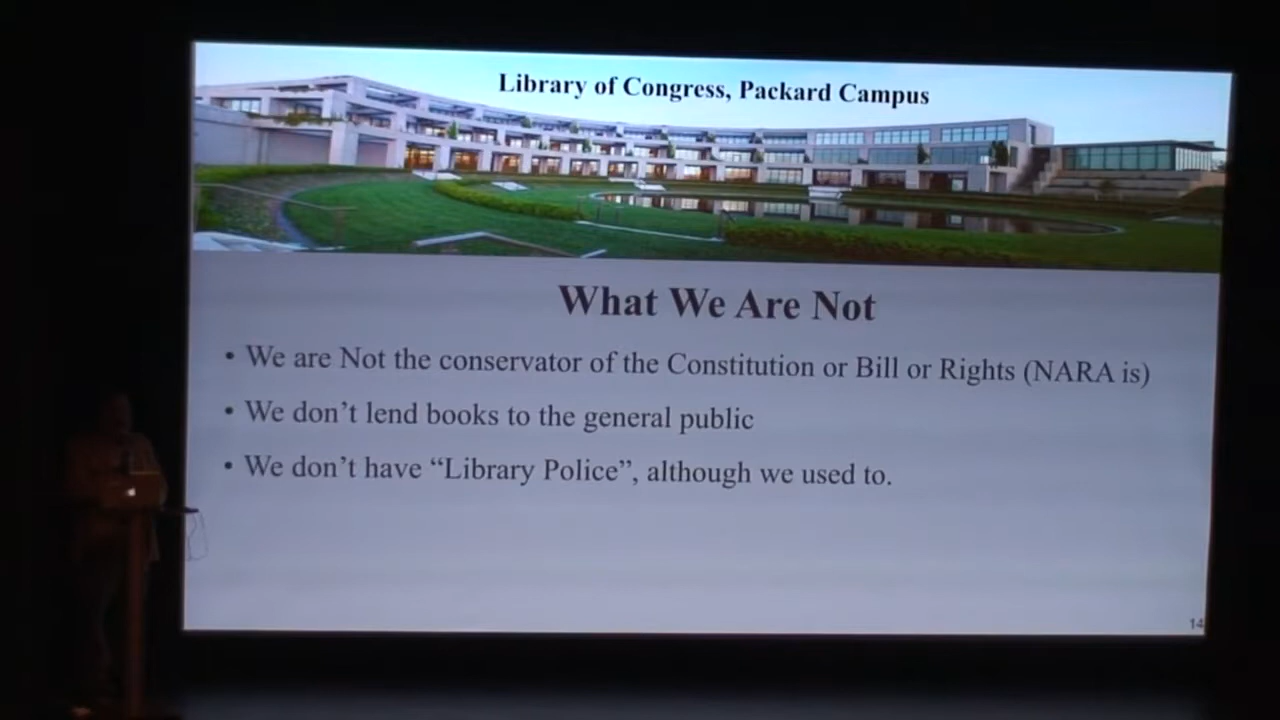 Library of Congress, Packard Campus
What We Are Not
• We are Not the conservator of the Constitution or Bill or Rights (NARA is)
• We don’t lend books to the general public
• We don’t have “Library Police”, although we used to.
14